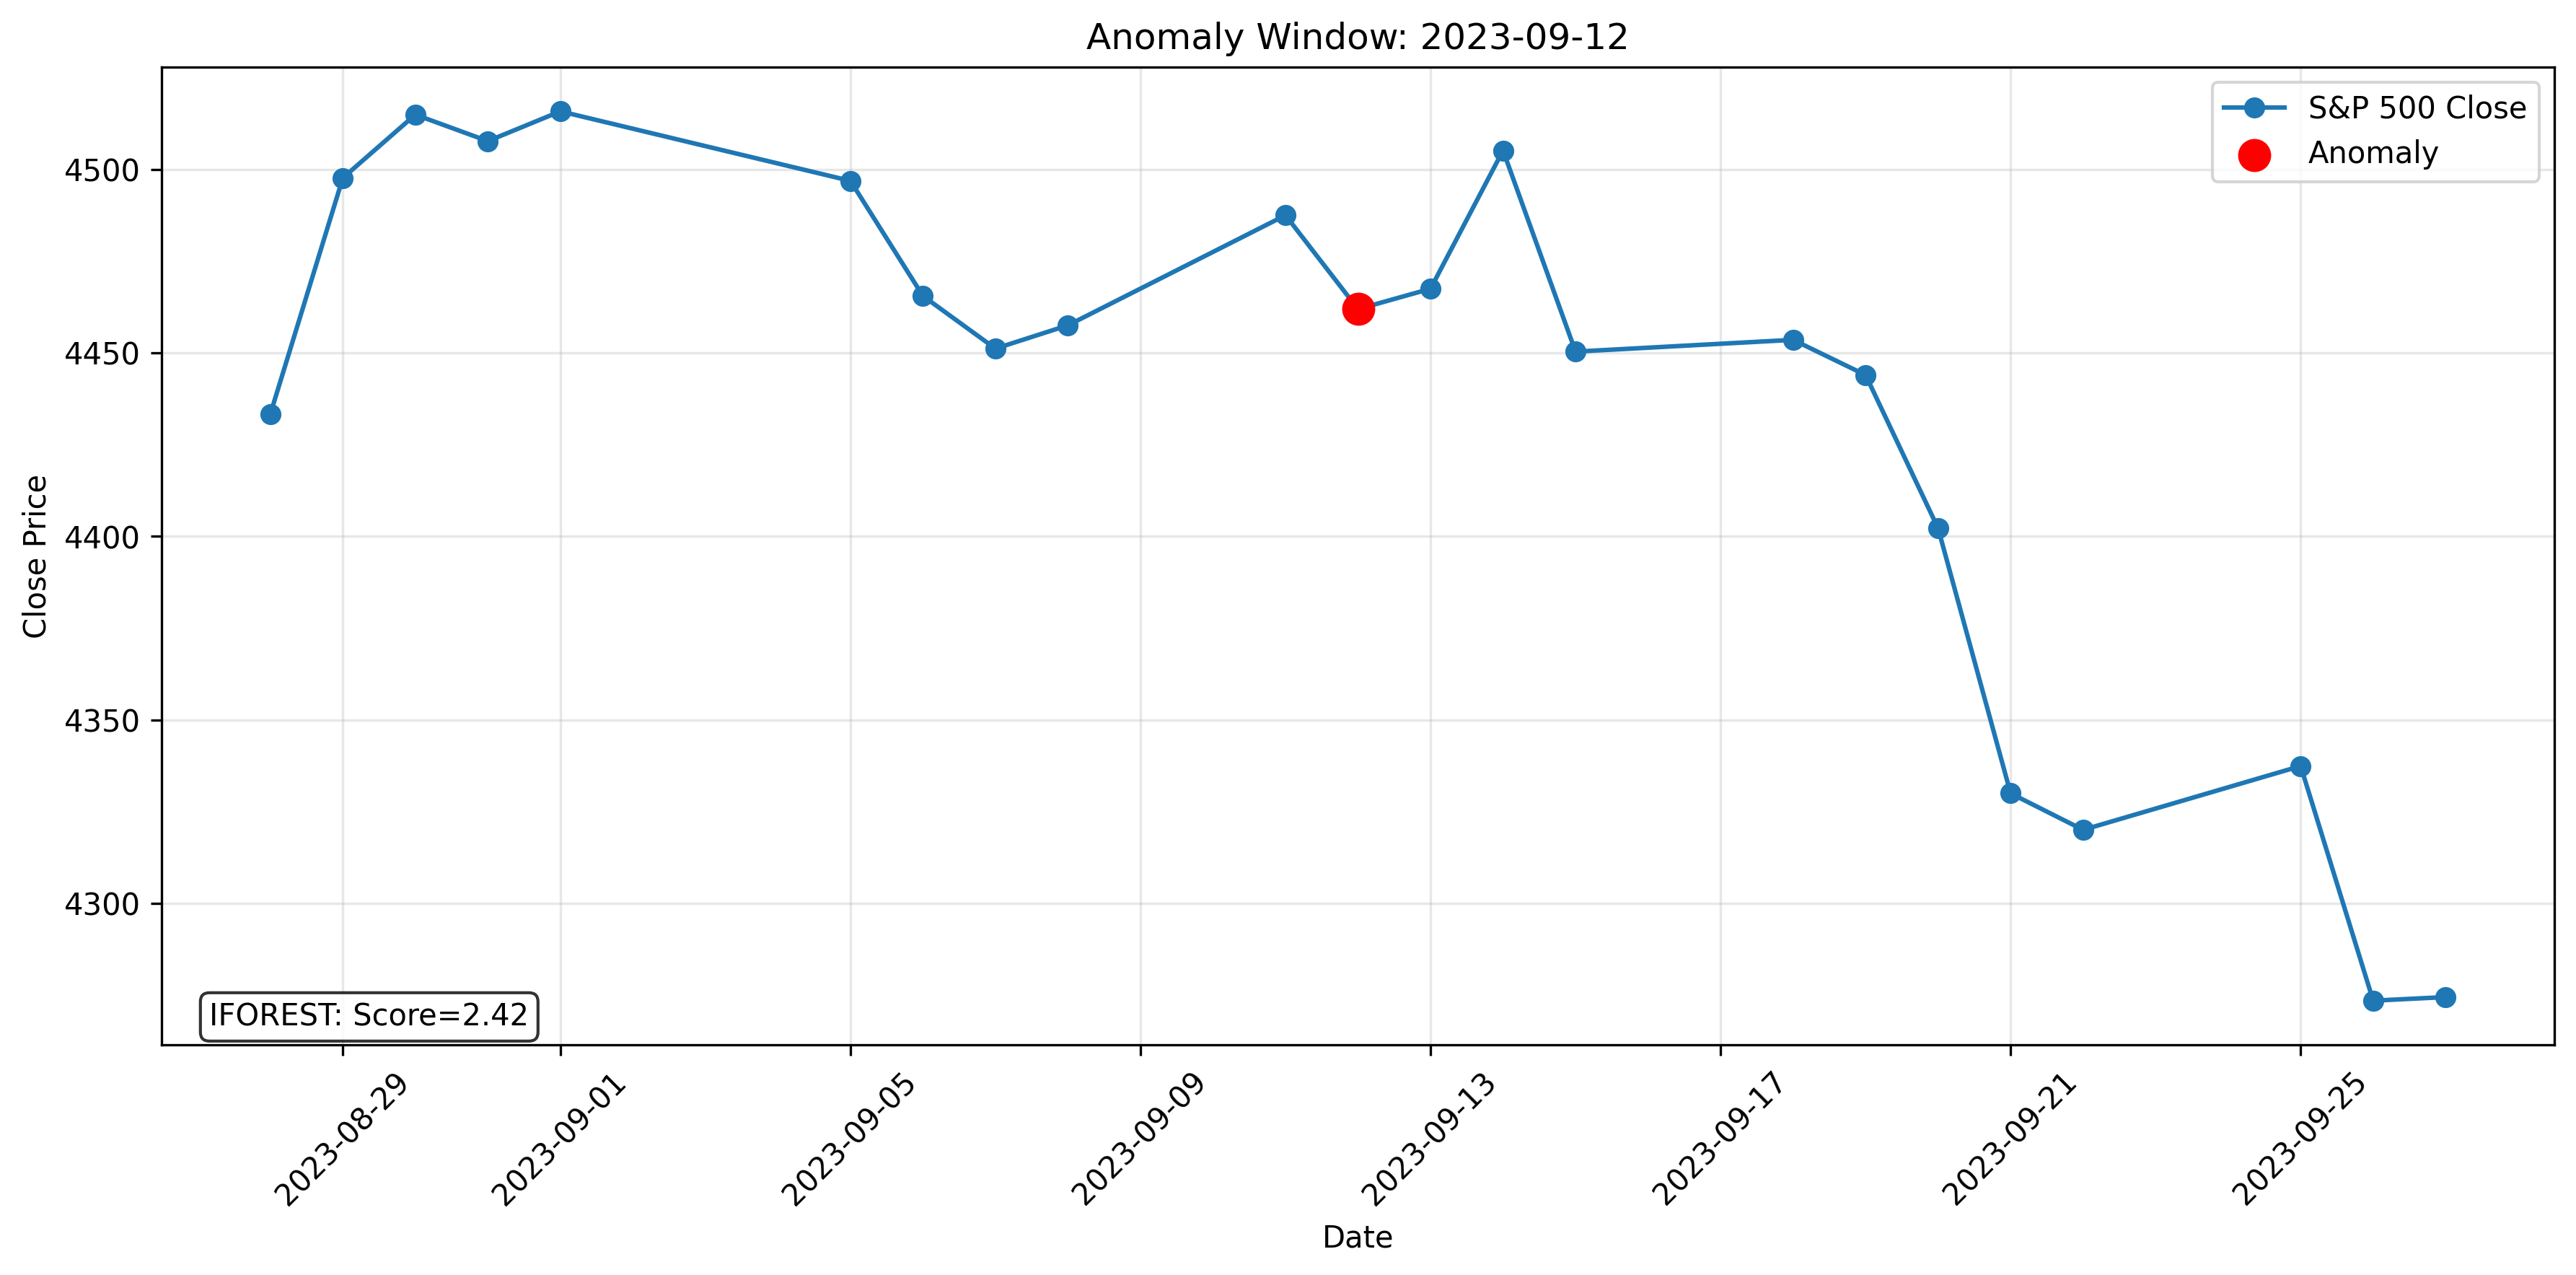 Anomaly Window: 2023-09-12
S&P 500 Close
Anomaly
Close Price
4500
4450
4400
4350
4300
IFOREST: Score=2.42
2023-08-29
2023-09-01
2023-09-05
2023-09-09
2023-09-13
2023-09-17
2023-09-21
2023-09-25
Date